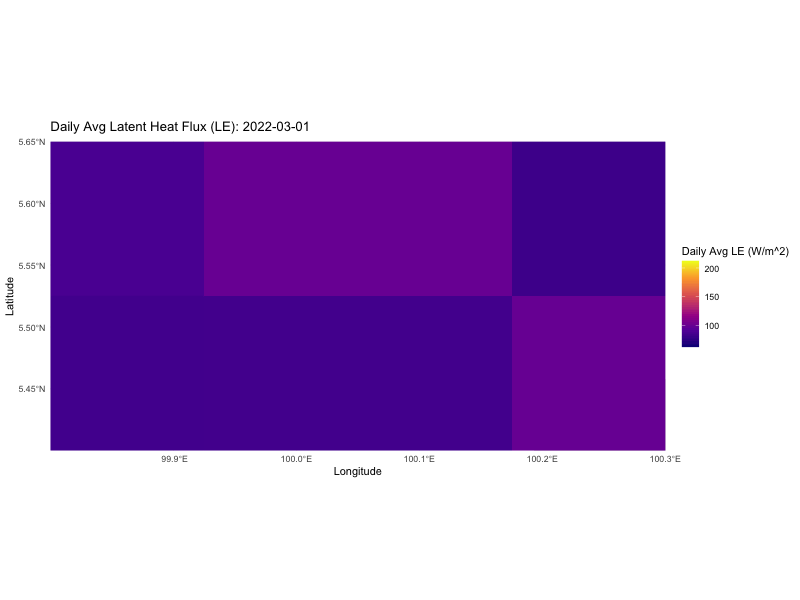 Daily Avg Latent Heat Flux (LE): 2022-03-01
5.65°N
5.60°N
5.55°N
5.50°N
5.45°N
Latitude
99.9°E 100.0°E 100.1°E 100.2°E 100.3°E
Longitude
Daily Avg LE (W/m^2)
200
150
100